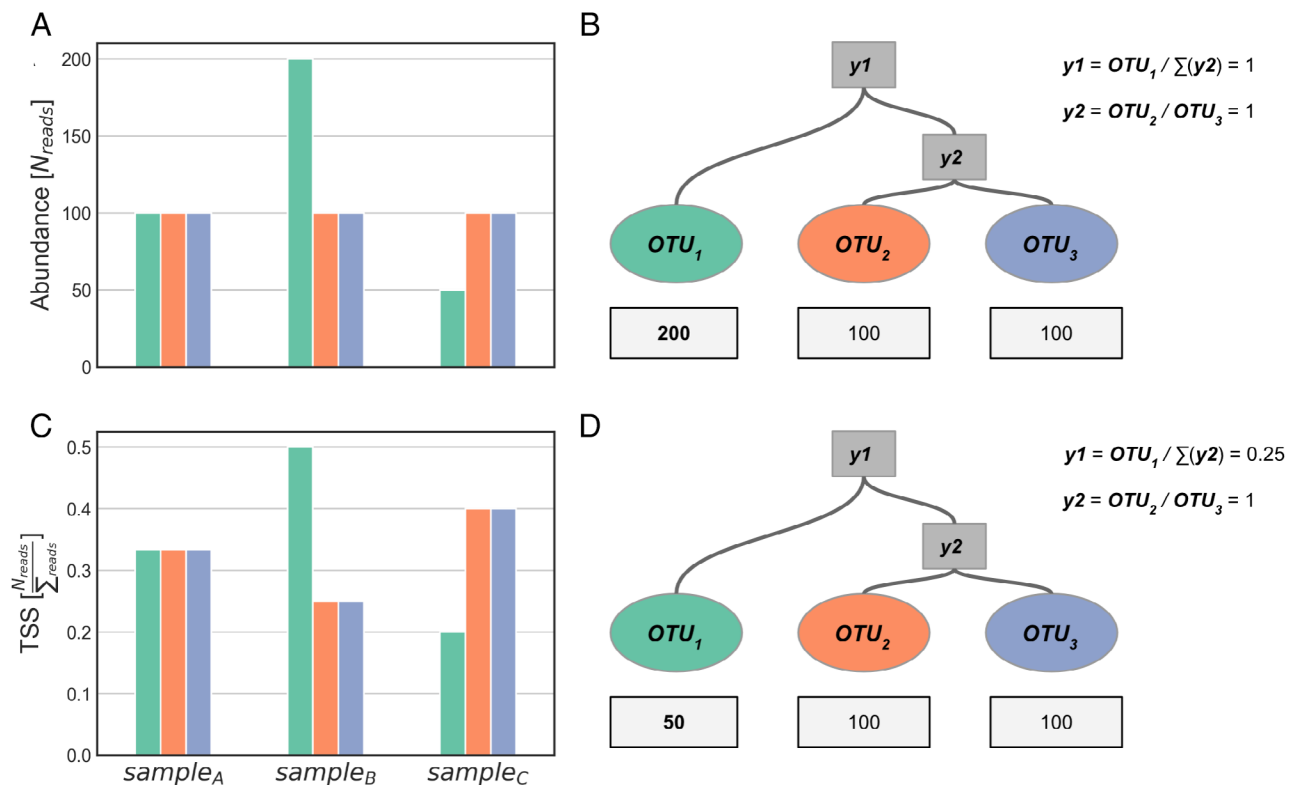 A
200
150
100
50
0
Abundance [N_reads]
B
y1
y1 = OTU_1 / ∑(y2) = 1
y2 = OTU_2 / OTU_3 = 1
y2
OTU_1 OTU_2 OTU_3
200 100 100
C
0.5
0.4
0.3
0.2
0.1
0.0
TSS [N_reads / ∑reads]
sample_A sample_B sample_C
D
y1
y1 = OTU_1 / ∑(y2) = 0.25
y2 = OTU_2 / OTU_3 = 1
y2
OTU_1 OTU_2 OTU_3
50 100 100